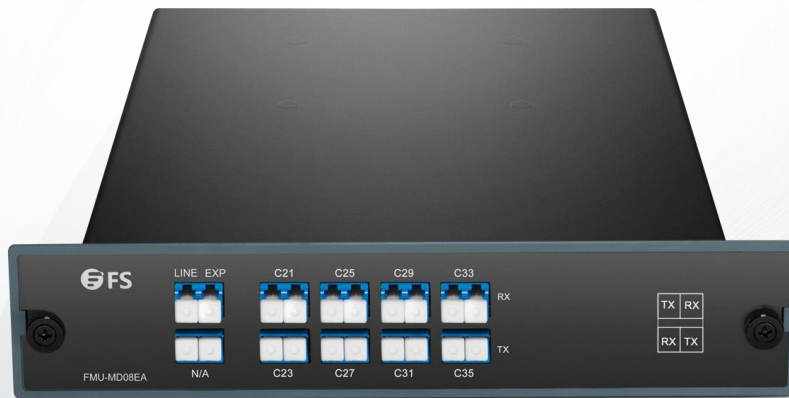 FS
LINE EXP C21 C25 C29 C33
RX
TX RX
RX TX
TX
FMU-MD08EA
N/A C23 C27 C31 C35